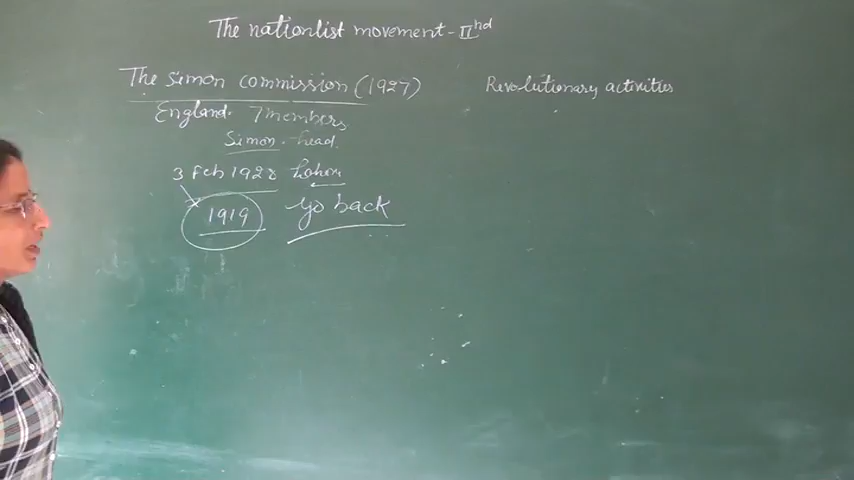 The nationlist movement - IInd
The simon commission (1927)
England. 7 members
Simon - head.
3 Feb 1928 Lahore
1919 Go back
Revolutionary activities